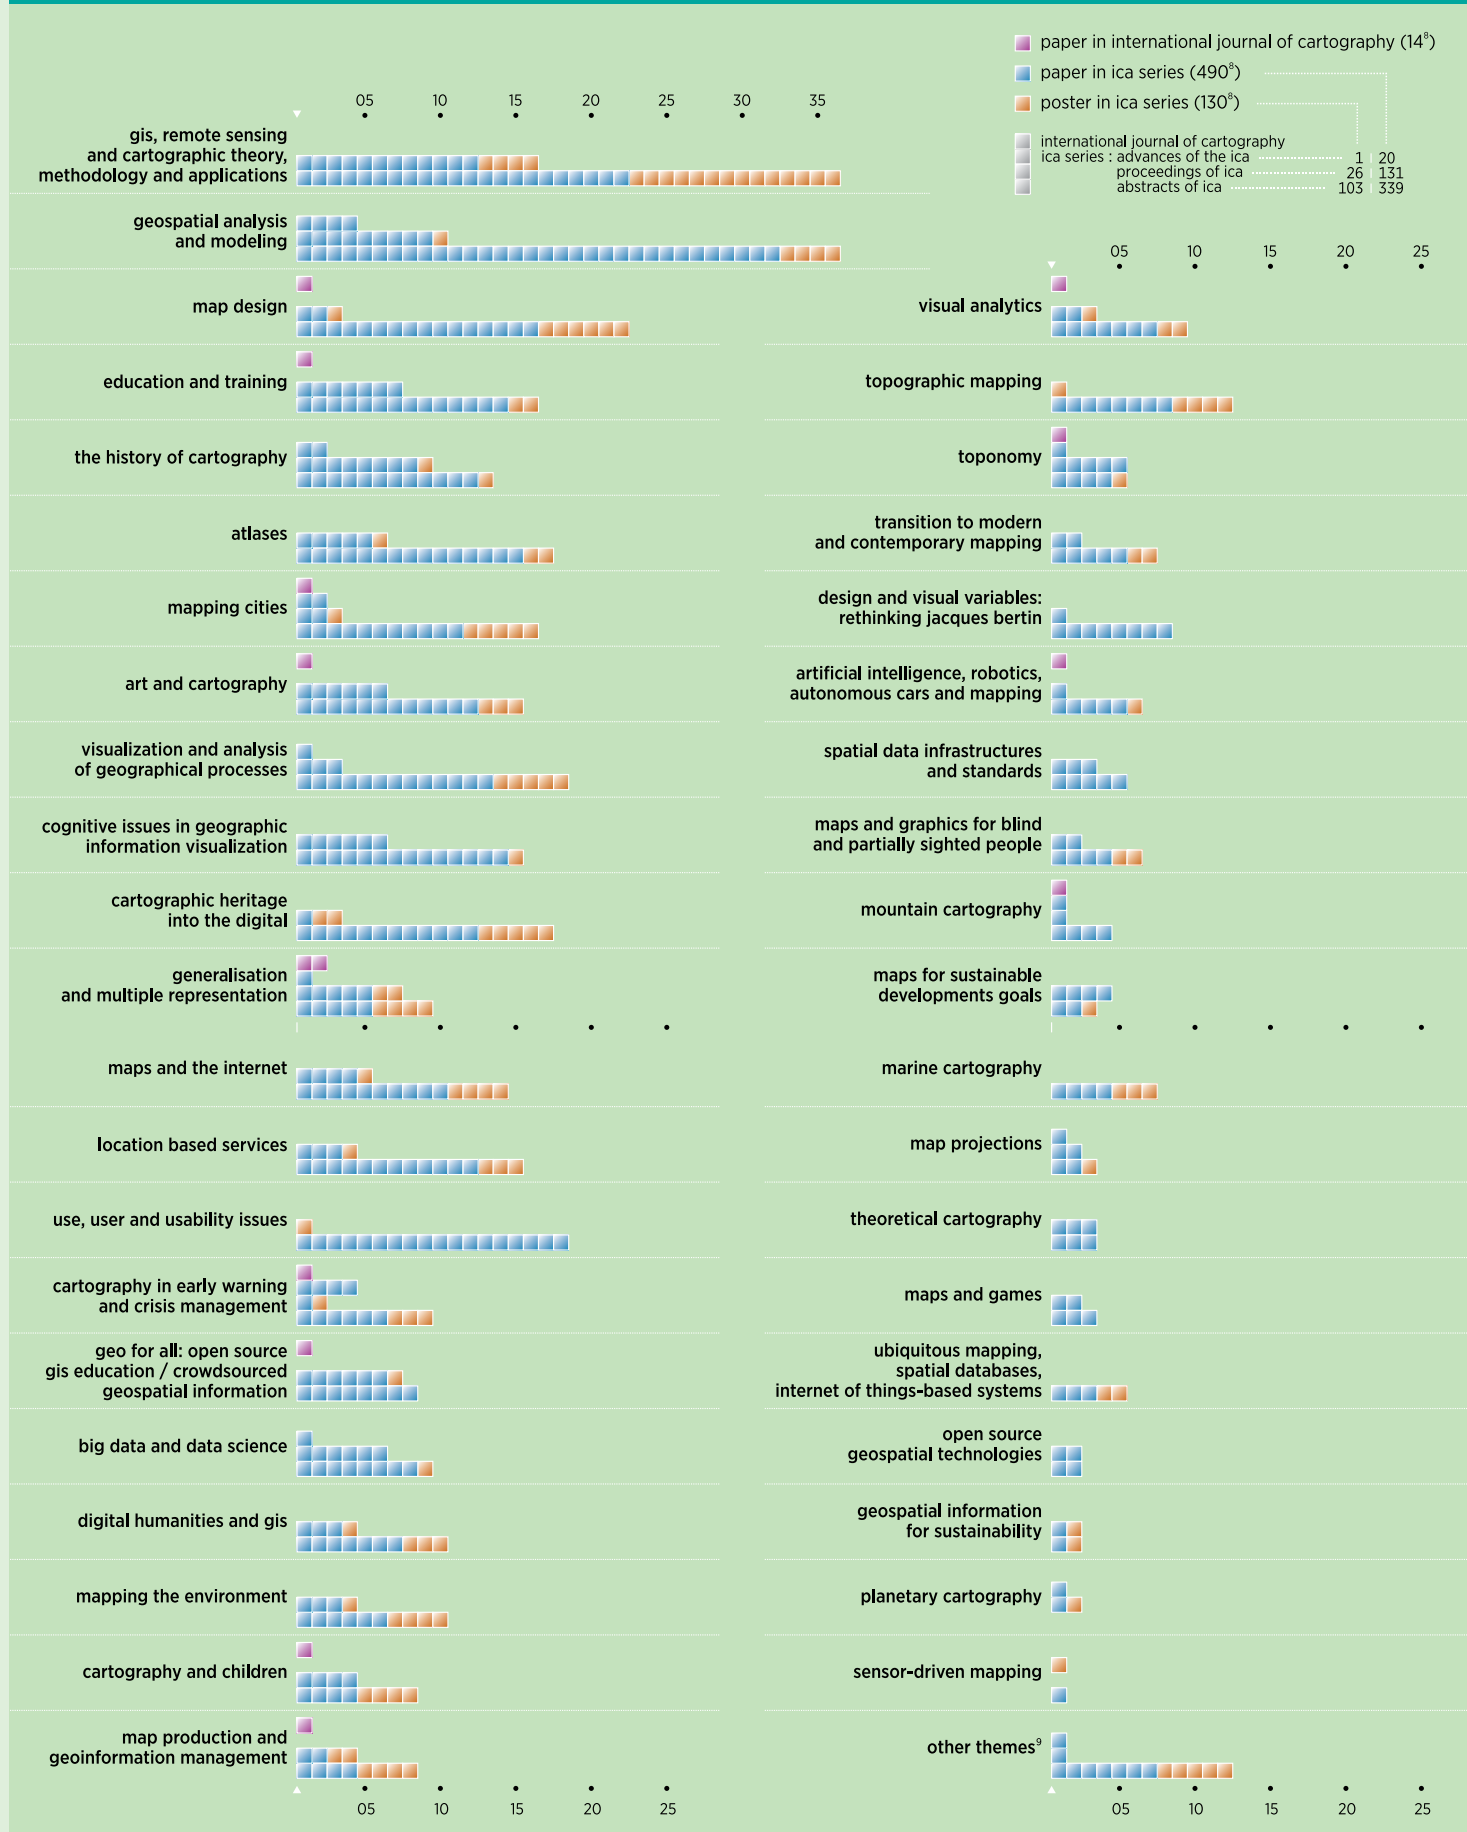 paper in international journal of cartography (14⁸)
paper in ica series (490⁸)
poster in ica series (130⁸)
international journal of cartography
ica series : advances of the ica 1 20
proceedings of ica 26 131
abstracts of ica 103 339
05 10 15 20 25 30 35
gis, remote sensing
and cartographic theory,
methodology and applications
geospatial analysis
and modeling
map design
education and training
the history of cartography
atlases
mapping cities
art and cartography
visualization and analysis
of geographical processes
cognitive issues in geographic
information visualization
cartographic heritage
into the digital
generalisation
and multiple representation
maps and the internet
location based services
use, user and usability issues
cartography in early warning
and crisis management
geo for all: open source
gis education / crowdsourced
geospatial information
big data and data science
digital humanities and gis
mapping the environment
cartography and children
map production and
geoinformation management
05 10 15 20 25
05 10 15 20 25
visual analytics
topographic mapping
toponomy
transition to modern
and contemporary mapping
design and visual variables:
rethinking jacques bertin
artificial intelligence, robotics,
autonomous cars and mapping
spatial data infrastructures
and standards
maps and graphics for blind
and partially sighted people
mountain cartography
maps for sustainable
developments goals
marine cartography
map projections
theoretical cartography
maps and games
ubiquitous mapping,
spatial databases,
internet of things-based systems
open source
geospatial technologies
geospatial information
for sustainability
planetary cartography
sensor-driven mapping
other themes⁹
05 10 15 20 25